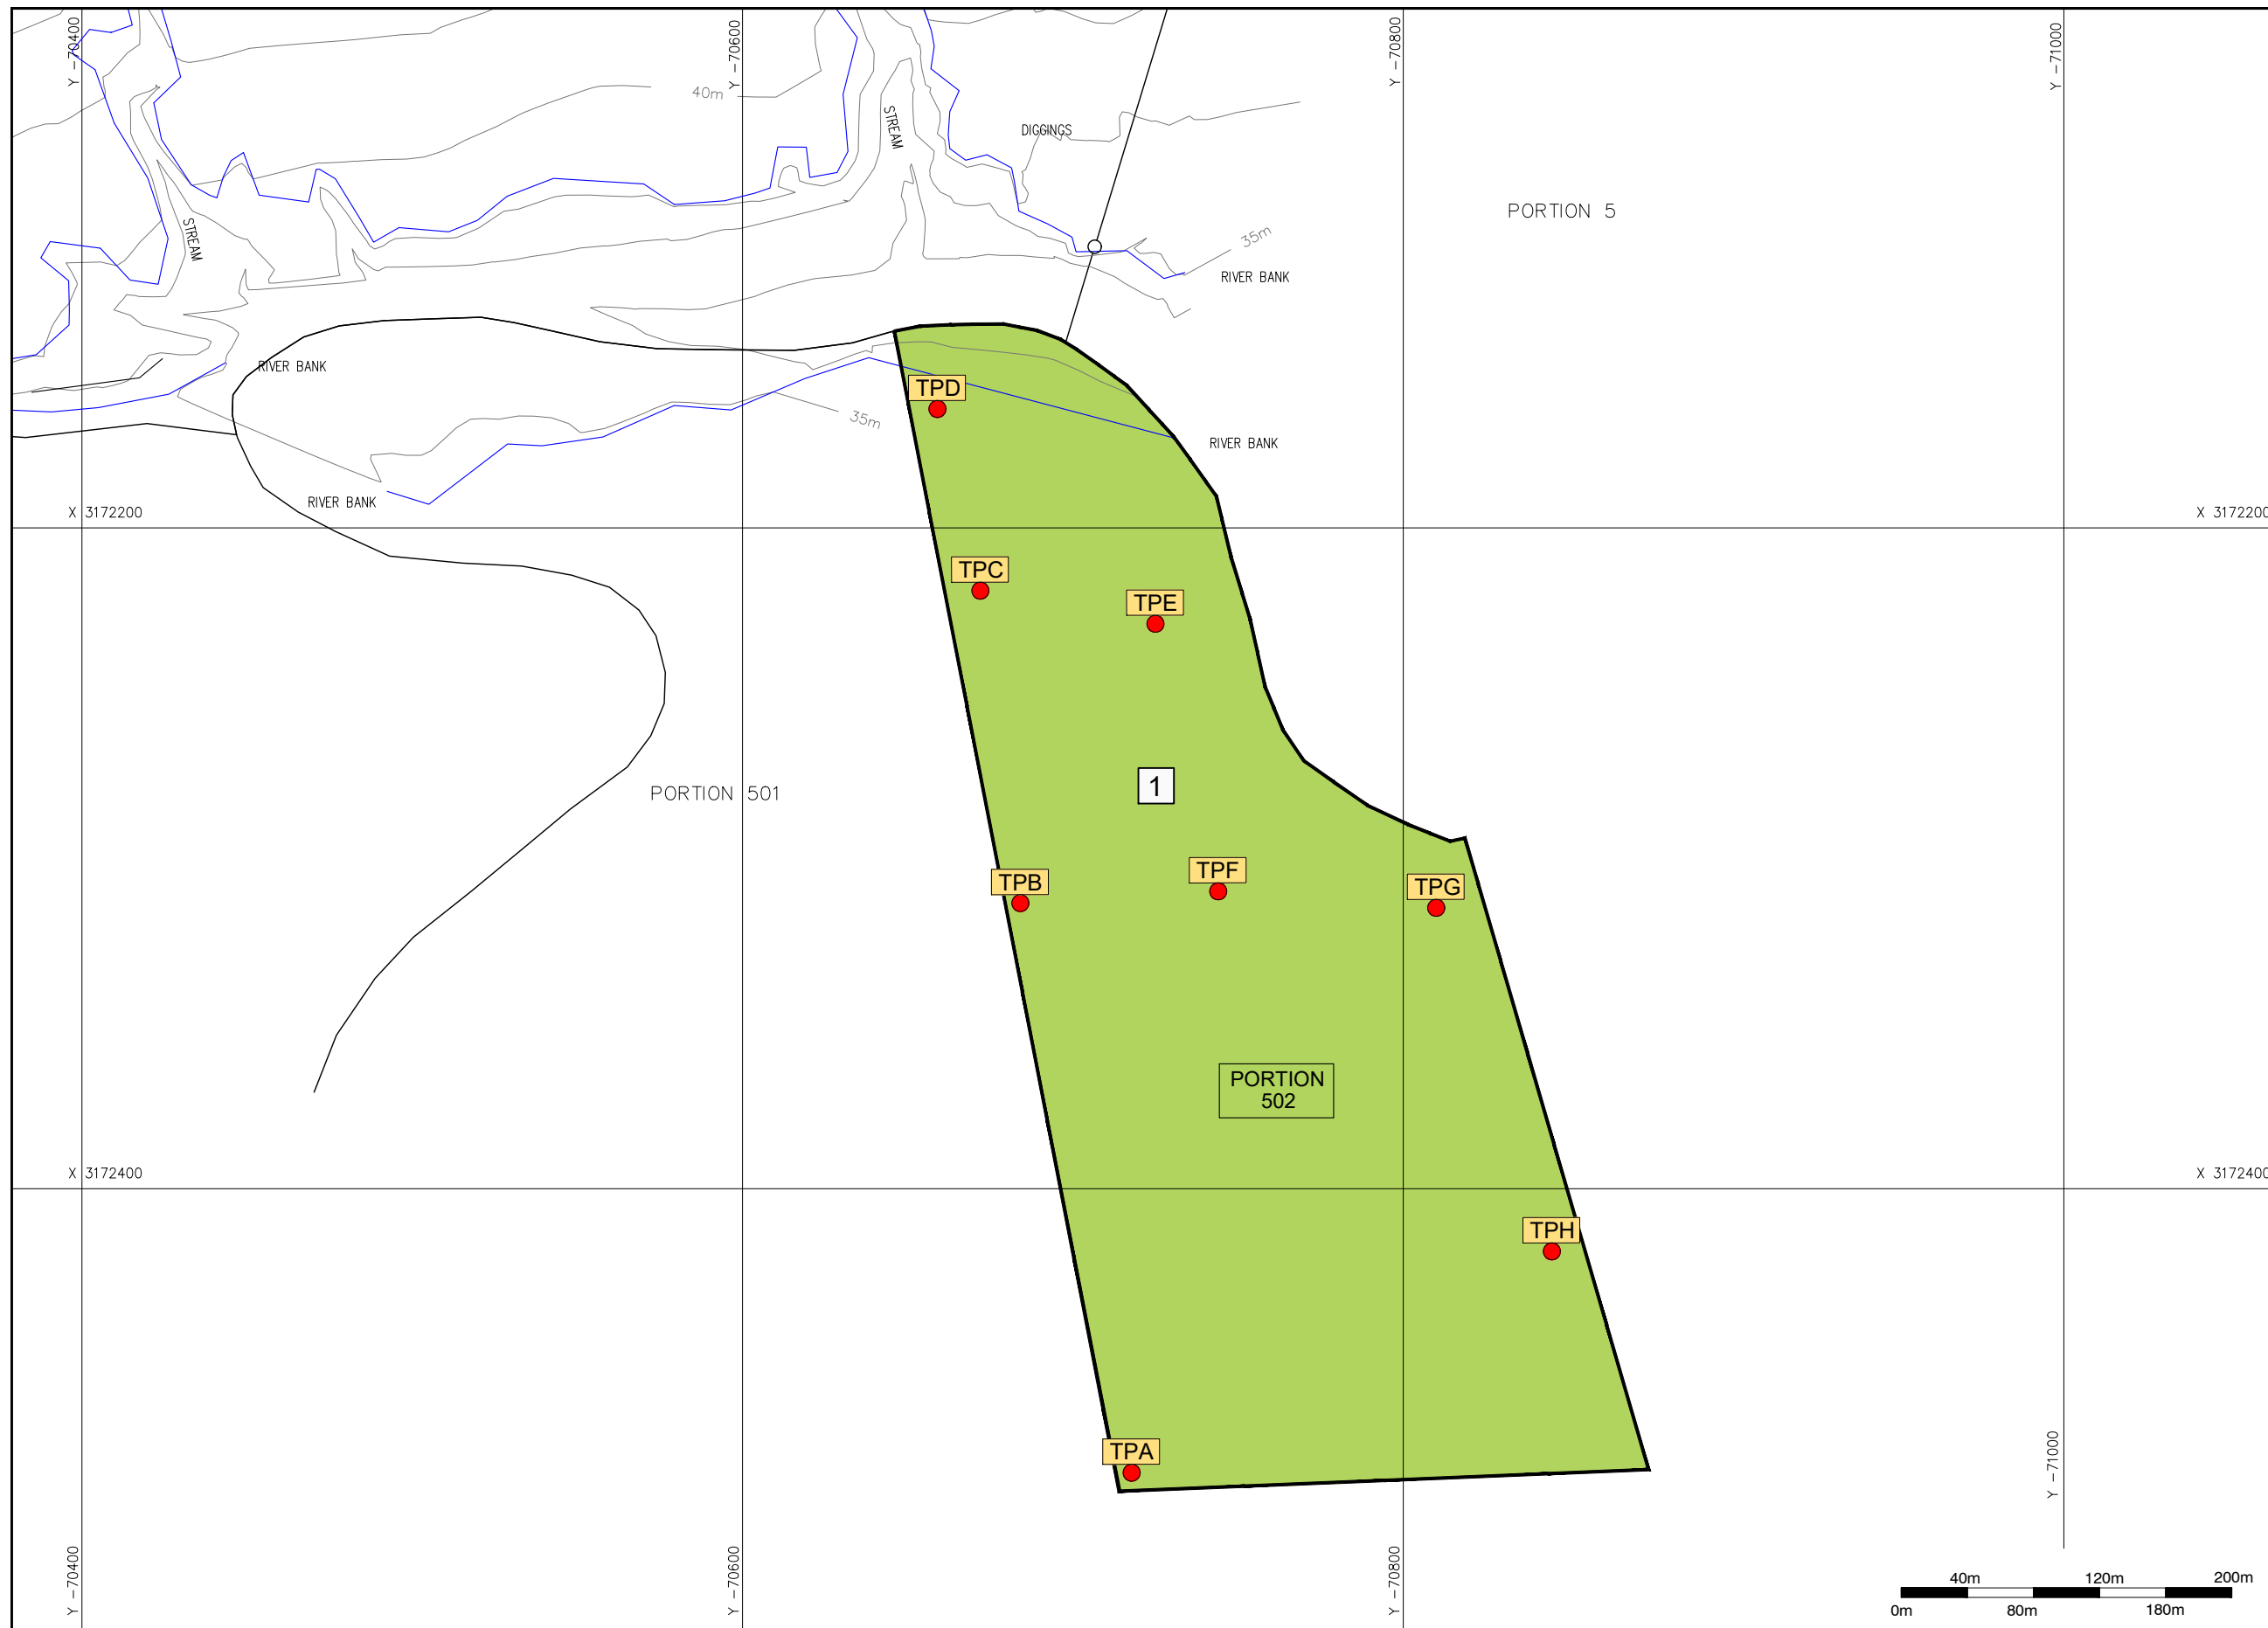 Y -70400
Y -70600
Y -70800
Y -71000
40m
STREAM
DIGGINGS
PORTION 5
STREAM
35m
RIVER BANK
RIVER BANK
TPD
35m
RIVER BANK
RIVER BANK
X 3172200
X 3172200
TPC
TPE
1
PORTION 501
TPF
TPB
TPG
PORTION
502
X 3172400
X 3172400
TPH
TPA
Y -71000
Y -70400
Y -70600
Y -70800
40m
120m
200m
0m
80m
180m